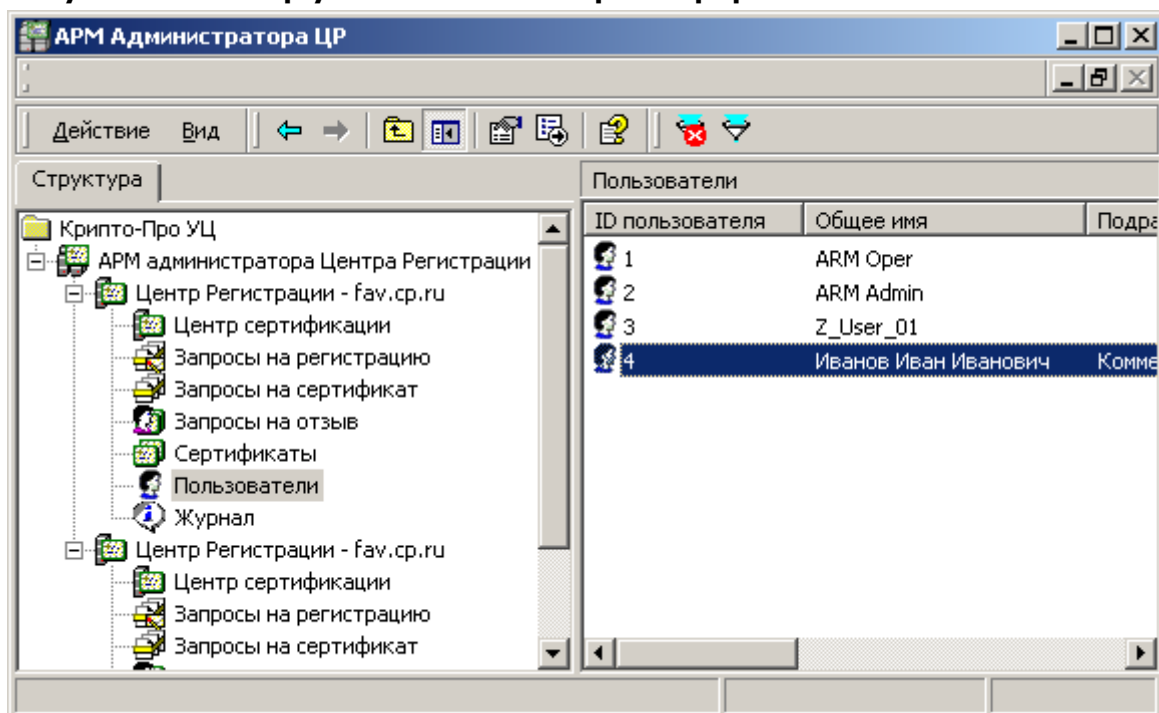 АРМ Администратора ЦР
Действие Вид
Структура
Крипто-Про УЦ
АРМ администратора Центра Регистрации
Центр Регистрации - fav.cp.ru
Центр сертификации
Запросы на регистрацию
Запросы на сертификат
Запросы на отзыв
Сертификаты
Пользователи
Журнал
Центр Регистрации - fav.cp.ru
Центр сертификации
Запросы на регистрацию
Запросы на сертификат
Пользователи
ID пользователя Общее имя Подра
1 ARM Oper
2 ARM Admin
3 Z_User_01
4 Иванов Иван Иванович Комме